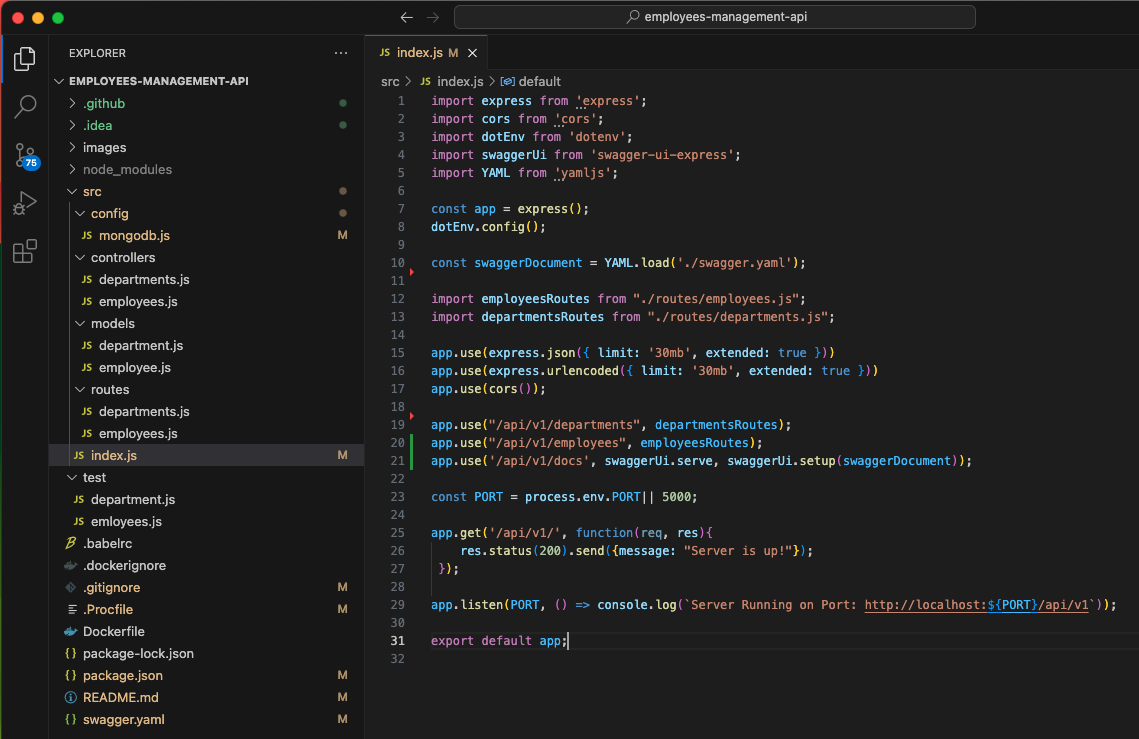 employees-management-api
EXPLORER
EMPLOYEES-MANAGEMENT-API
.github
.idea
images
node_modules
src
config
JS mongodb.js M
controllers
JS departments.js
JS employees.js
models
JS department.js
JS employee.js
routes
JS departments.js
JS employees.js
JS index.js M
test
JS department.js
JS emloyees.js
.babelrc
.dockerignore
.gitignore M
.Procfile M
Dockerfile
{} package-lock.json
{} package.json M
README.md M
{} swagger.yaml M
75
JS index.js M
src > JS index.js > default
1 import express from 'express';
2 import cors from 'cors';
3 import dotEnv from 'dotenv';
4 import swaggerUi from 'swagger-ui-express';
5 import YAML from 'yamljs';
6
7 const app = express();
8 dotEnv.config();
9
10 const swaggerDocument = YAML.load('./swagger.yaml');
11
12 import employeesRoutes from "./routes/employees.js";
13 import departmentsRoutes from "./routes/departments.js";
14
15 app.use(express.json({ limit: '30mb', extended: true }))
16 app.use(express.urlencoded({ limit: '30mb', extended: true }))
17 app.use(cors());
18
19 app.use("/api/v1/departments", departmentsRoutes);
20 app.use("/api/v1/employees", employeesRoutes);
21 app.use('/api/v1/docs', swaggerUi.serve, swaggerUi.setup(swaggerDocument));
22
23 const PORT = process.env.PORT|| 5000;
24
25 app.get('/api/v1/', function(req, res){
26 res.status(200).send({message: "Server is up!"});
27 });
28
29 app.listen(PORT, () => console.log(`Server Running on Port: http://localhost:${PORT}/api/v1`));
30
31 export default app;
32